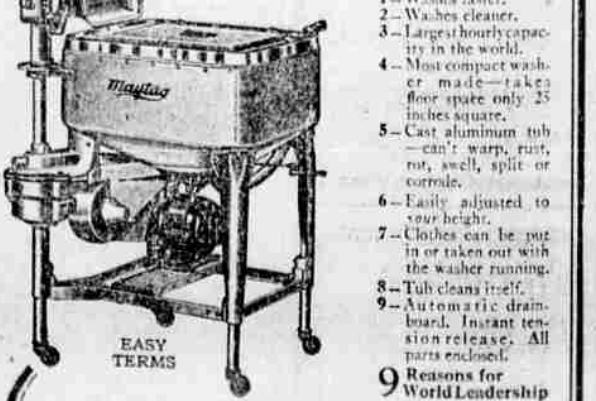 Maytag
EASY
TERMS
2–Washes cleaner.
3–Largest hourly capac-
ity in the world.
4–Most compact wash-
er made—takes
floor space only 25
inches square.
5–Cast aluminum tub
—can't warp, rust,
rot, swell, split or
corrode.
6–Easily adjusted to
your height.
7–Clothes can be put
in or taken out with
the washer running.
8–Tub cleans itself.
9–Automatic drain-
board. Instant ten-
sion release. All
parts enclosed.
9 Reasons for
World Leadership